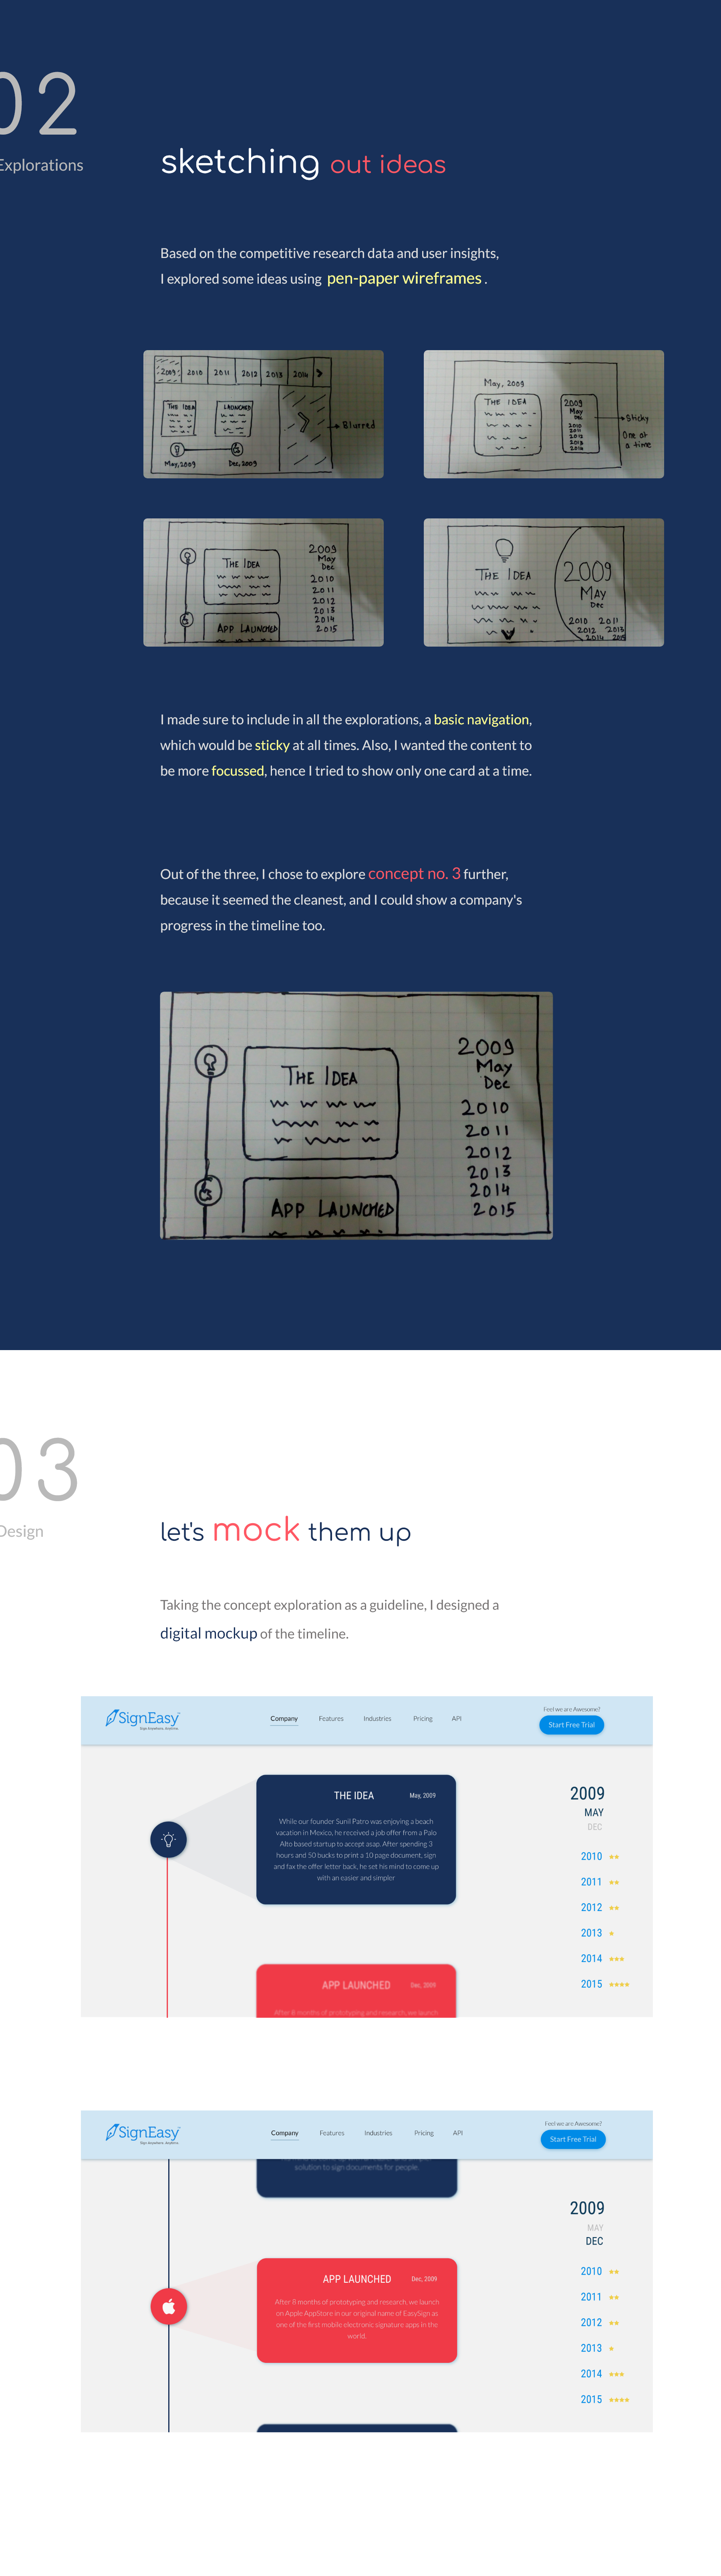 02
Explorations
sketching out ideas
Based on the competitive research data and user insights,
I explored some ideas using pen-paper wireframes .
2009 2010 2011 2012 2013 2014
THE IDEA LAUNCHED
Blurred
May, 2009 Dec, 2009
May, 2009
THE IDEA
2009
May
Dec
2010
2011
2012
2013
2014
Sticky
One at
a time
THE IDEA
APP LAUNCHED
2009
May
Dec
2010
2011
2012
2013
2014
2015
THE IDEA
2009
May
Dec
2010 2011
2012 2013
2014 2015
I made sure to include in all the explorations, a basic navigation,
which would be sticky at all times. Also, I wanted the content to
be more focussed, hence I tried to show only one card at a time.
Out of the three, I chose to explore concept no. 3 further,
because it seemed the cleanest, and I could show a company's
progress in the timeline too.
THE IDEA
APP LAUNCHED
2009
May
Dec
2010
2011
2012
2013
2014
2015
03
Design
let's mock them up
Taking the concept exploration as a guideline, I designed a
digital mockup of the timeline.
SignEasy
Sign Anywhere, Anytime.
Company Features Industries Pricing API
Feel we are Awesome?
Start Free Trial
THE IDEA May, 2009
While our founder Sunil Patro was enjoying a beach
vacation in Mexico, he received a job offer from a Palo
Alto based startup to accept asap. After spending 3
hours and 50 bucks to print a 10 page document, sign
and fax the offer letter back, he set his mind to come up
with an easier and simpler
APP LAUNCHED Dec, 2009
After 8 months of prototyping and research, we launch
2009
MAY
DEC
2010
2011
2012
2013
2014
2015
SignEasy
Sign Anywhere, Anytime.
Company Features Industries Pricing API
Feel we are Awesome?
Start Free Trial
solution to sign documents for people.
APP LAUNCHED Dec, 2009
After 8 months of prototyping and research, we launch
on Apple AppStore in our original name of EasySign as
one of the first mobile electronic signature apps in the
world.
2009
MAY
DEC
2010
2011
2012
2013
2014
2015